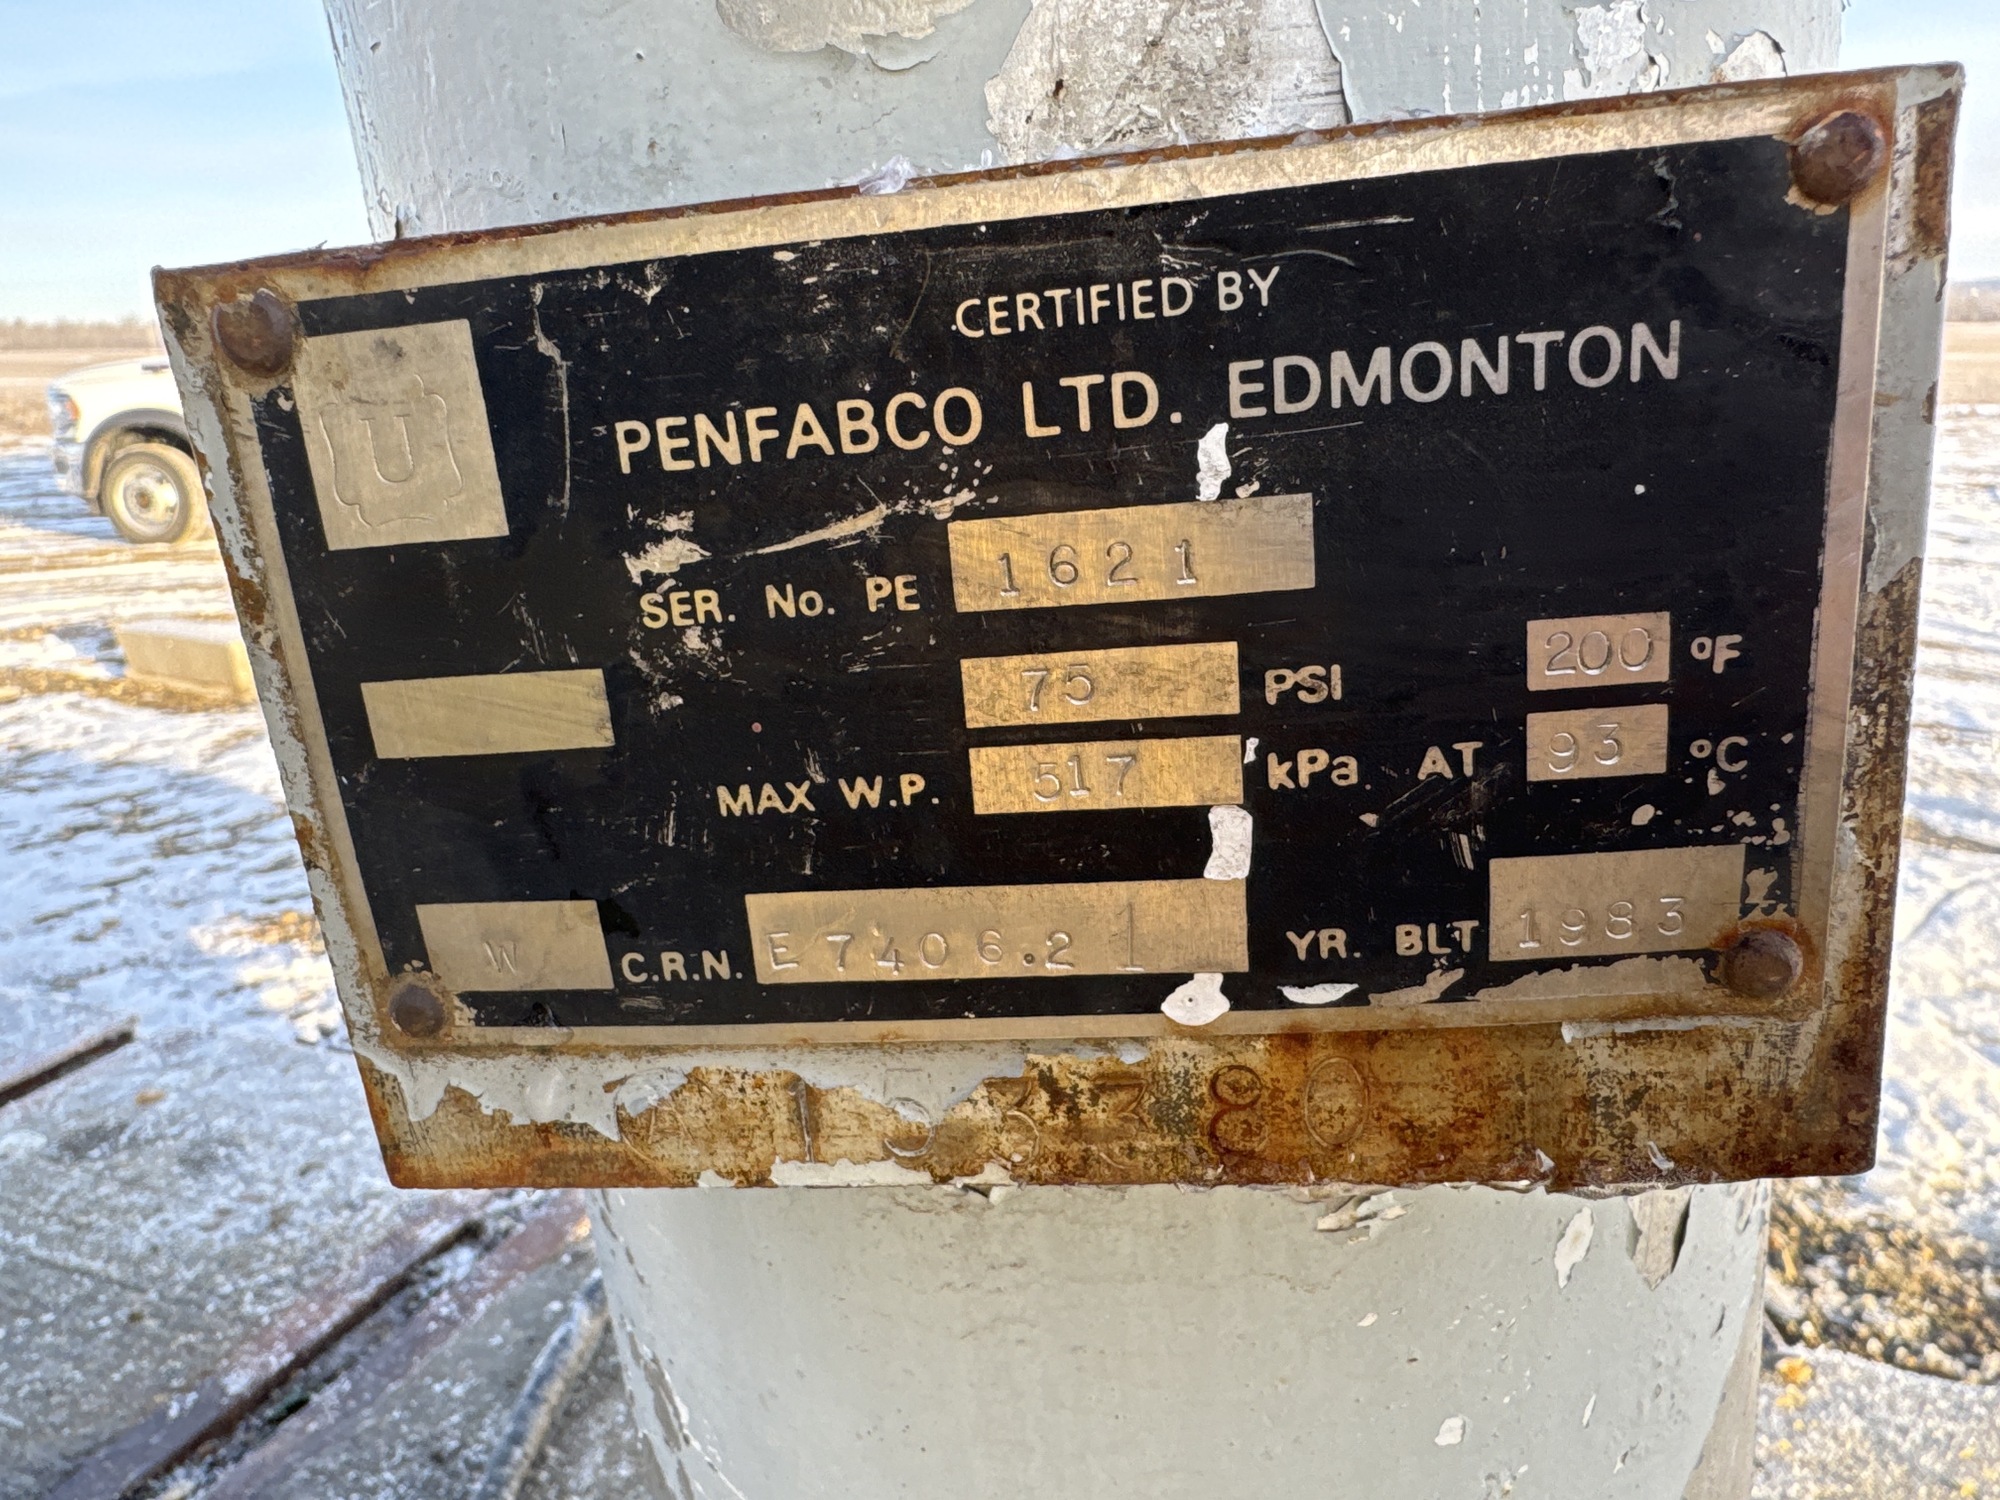 U
CERTIFIED BY
PENFABCO LTD. EDMONTON
SER. No. PE 1621
75 PSI 200 °F
MAX W.P. 517 kPa AT 93 °C
W C.R.N. E7406.21 YR. BLT 1983